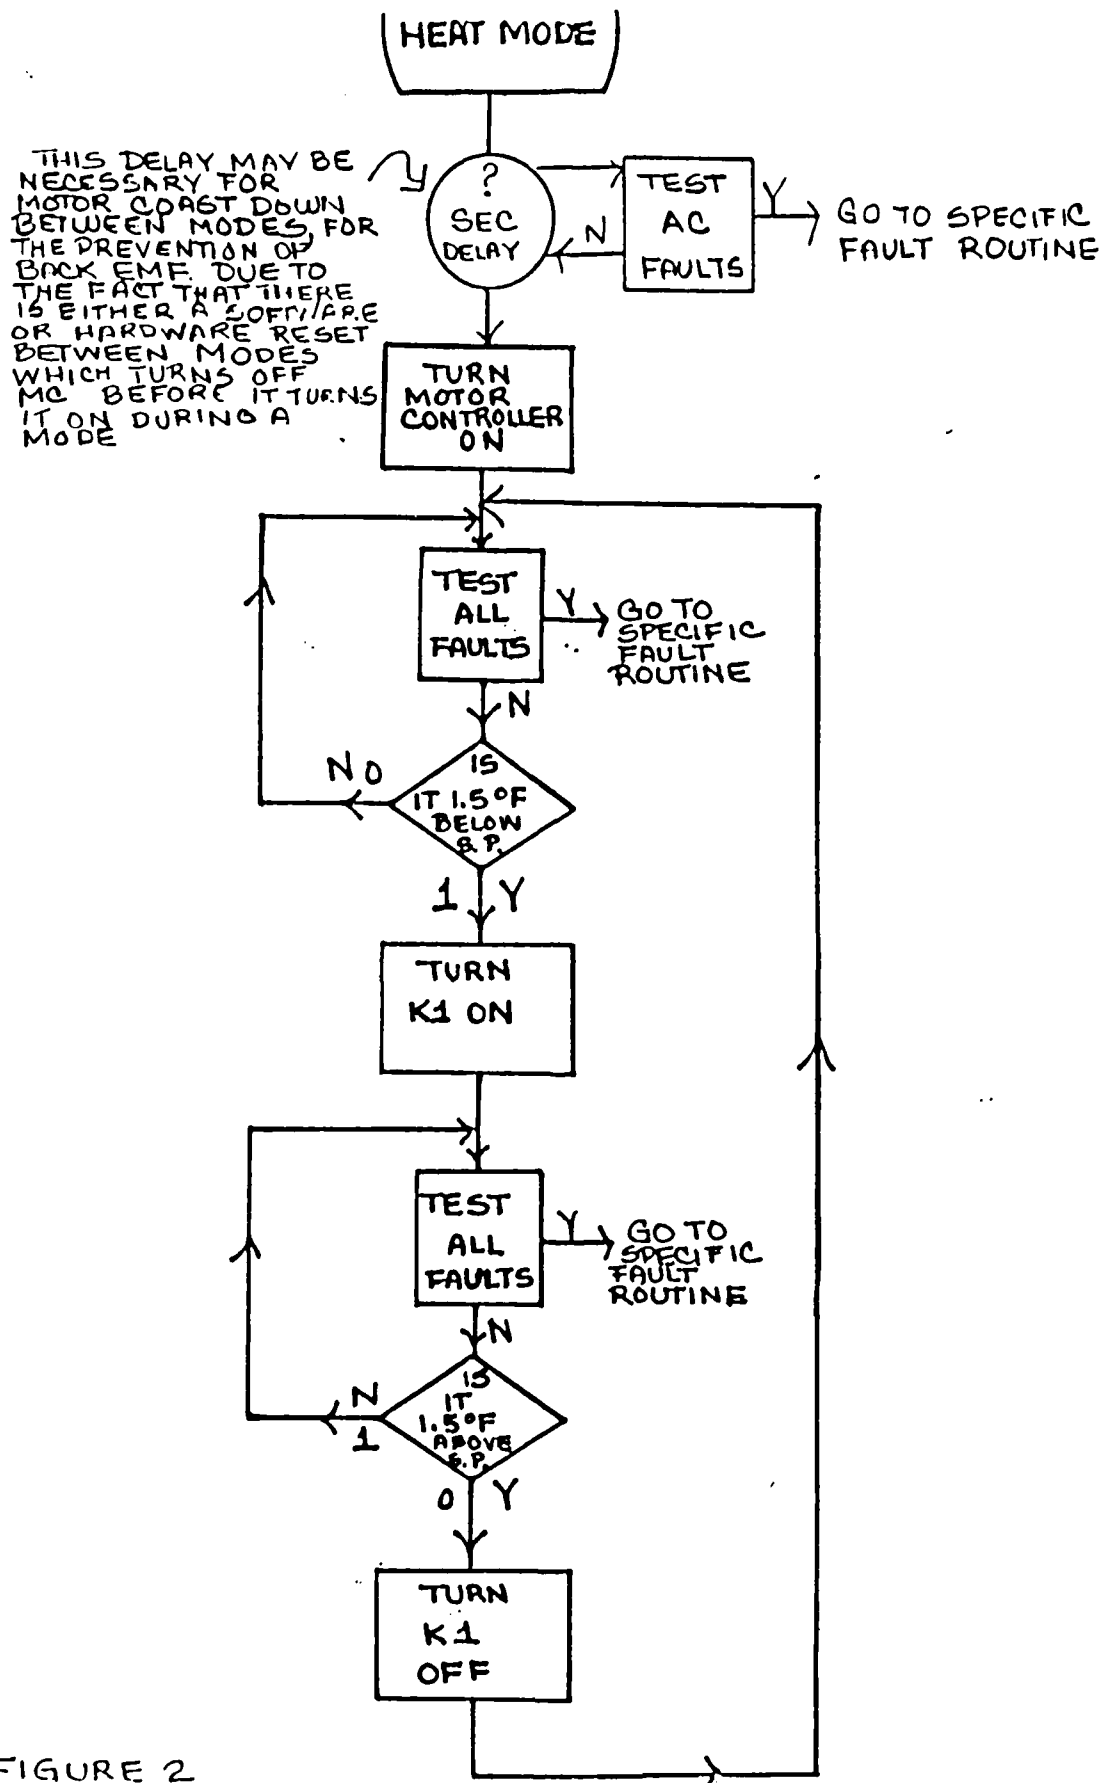 HEAT MODE
THIS DELAY MAY BE
NECESSARY FOR
MOTOR COAST DOWN
BETWEEN MODES, FOR
THE PREVENTION OF
BACK EMF. DUE TO
THE FACT THAT THERE
IS EITHER A SOFTWARE
OR HARDWARE RESET
BETWEEN MODES
WHICH TURNS OFF
MC BEFORE IT TURNS
IT ON DURING A
MODE
?
SEC
DELAY
N
TEST
AC
FAULTS
Y
GO TO SPECIFIC
FAULT ROUTINE
TURN
MOTOR
CONTROLLER
ON
TEST
ALL
FAULTS
Y
GO TO
SPECIFIC
FAULT
ROUTINE
N
N 0
IS
IT 1.5°F
BELOW
S.P.
1 Y
TURN
K1 ON
TEST
ALL
FAULTS
Y
GO TO
SPECIFIC
FAULT
ROUTINE
N
N
1
IS
IT
1.5°F
ABOVE
S.P.
0 Y
TURN
K1
OFF
FIGURE 2